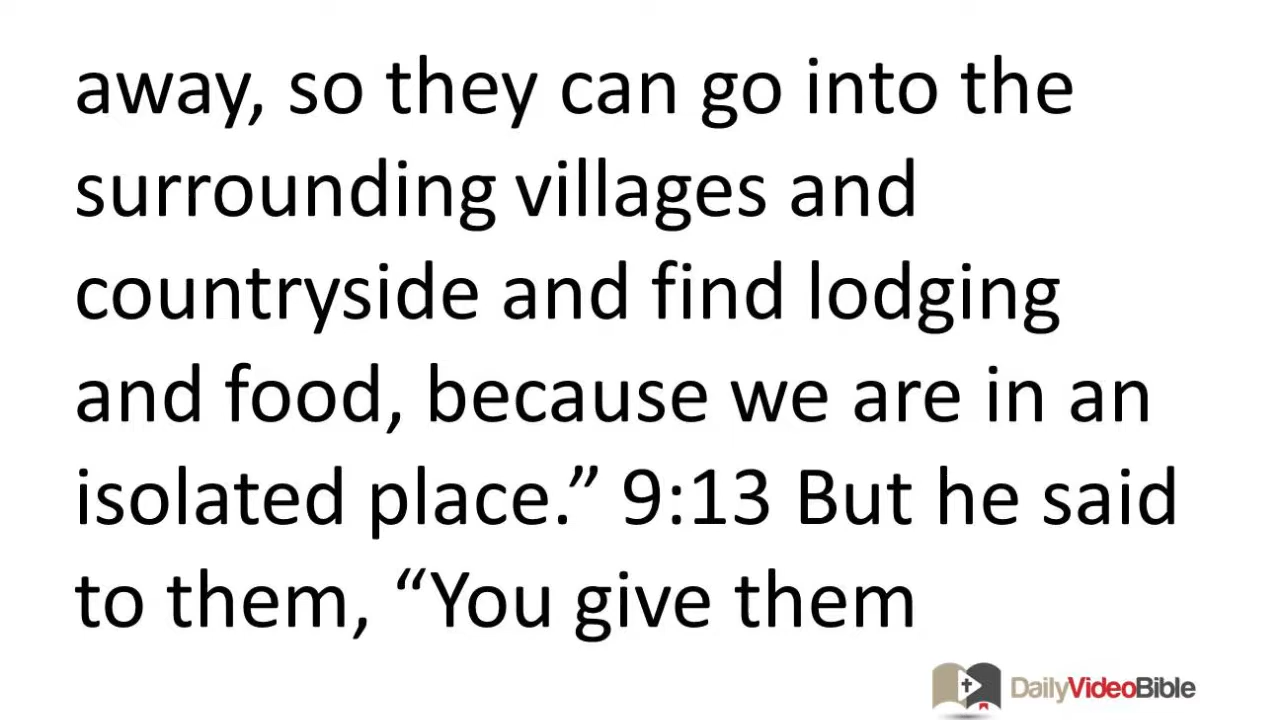 away, so they can go into the
surrounding villages and
countryside and find lodging
and food, because we are in an
isolated place.” 9:13 But he said
to them, “You give them
DailyVideoBible